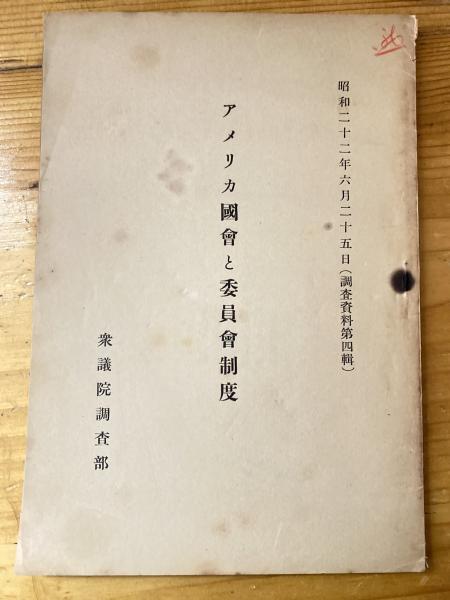 昭和二十二年六月二十五日（調査資料第四輯）
アメリカ國會と委員會制度
衆議院調査部